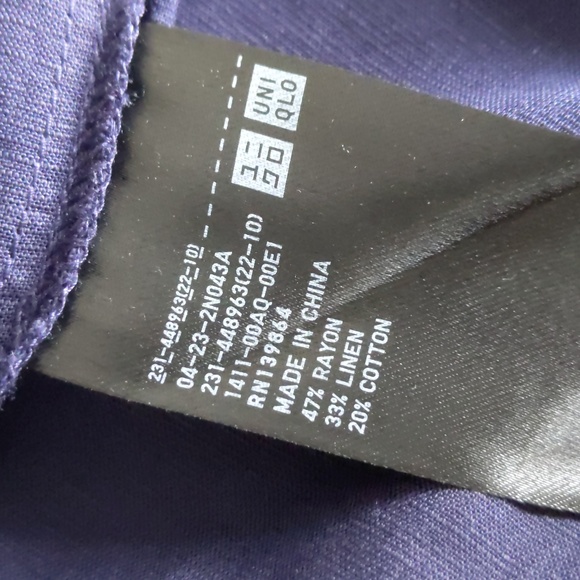 UNI
QLO
ユニ
クロ
231-448963(22-10)
04-23-2N043A
231-448963(22-10)
1411-00AQ-00E1
RN139864
MADE IN CHINA
47% RAYON
33% LINEN
20% COTTON